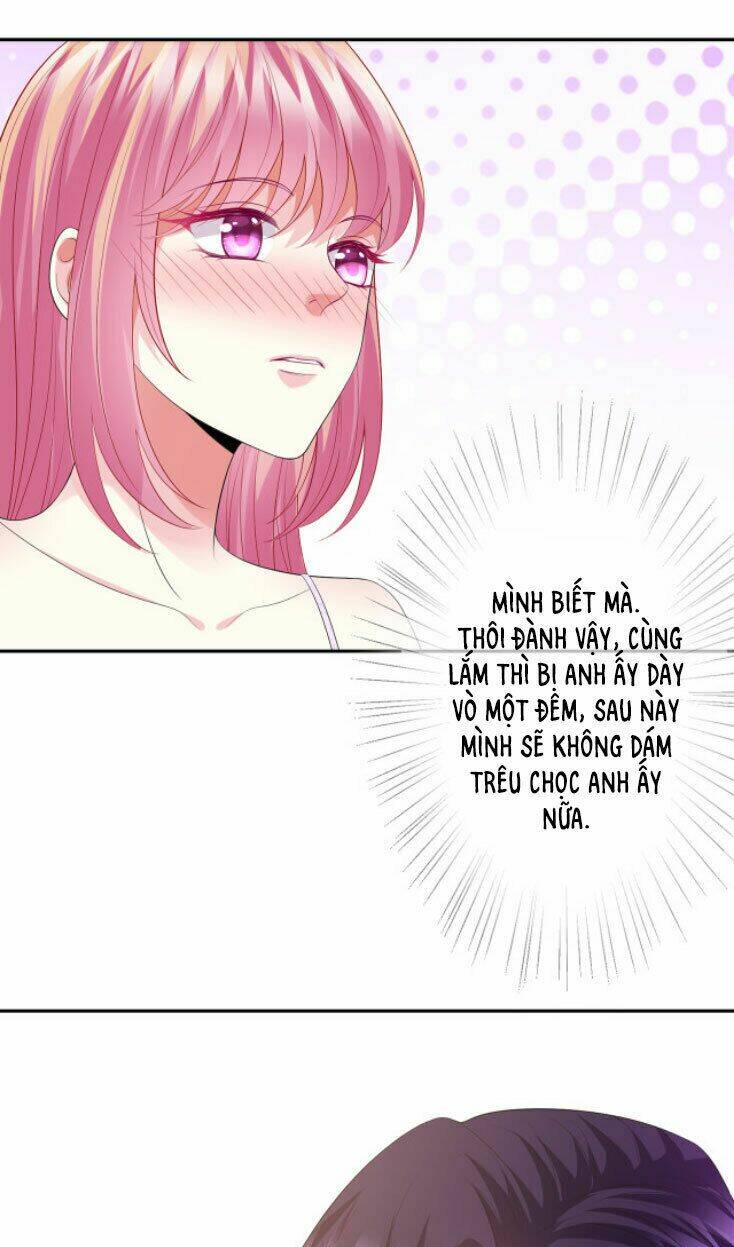 MÌNH BIẾT MÀ.
THÔI ĐÀNH VẬY, CÙNG
LẮM THÌ BỊ ANH ẤY DÀY
VÒ MỘT ĐÊM, SAU NÀY
MÌNH SẼ KHÔNG DÁM
TRÊU CHỌC ANH ẤY
NỮA.